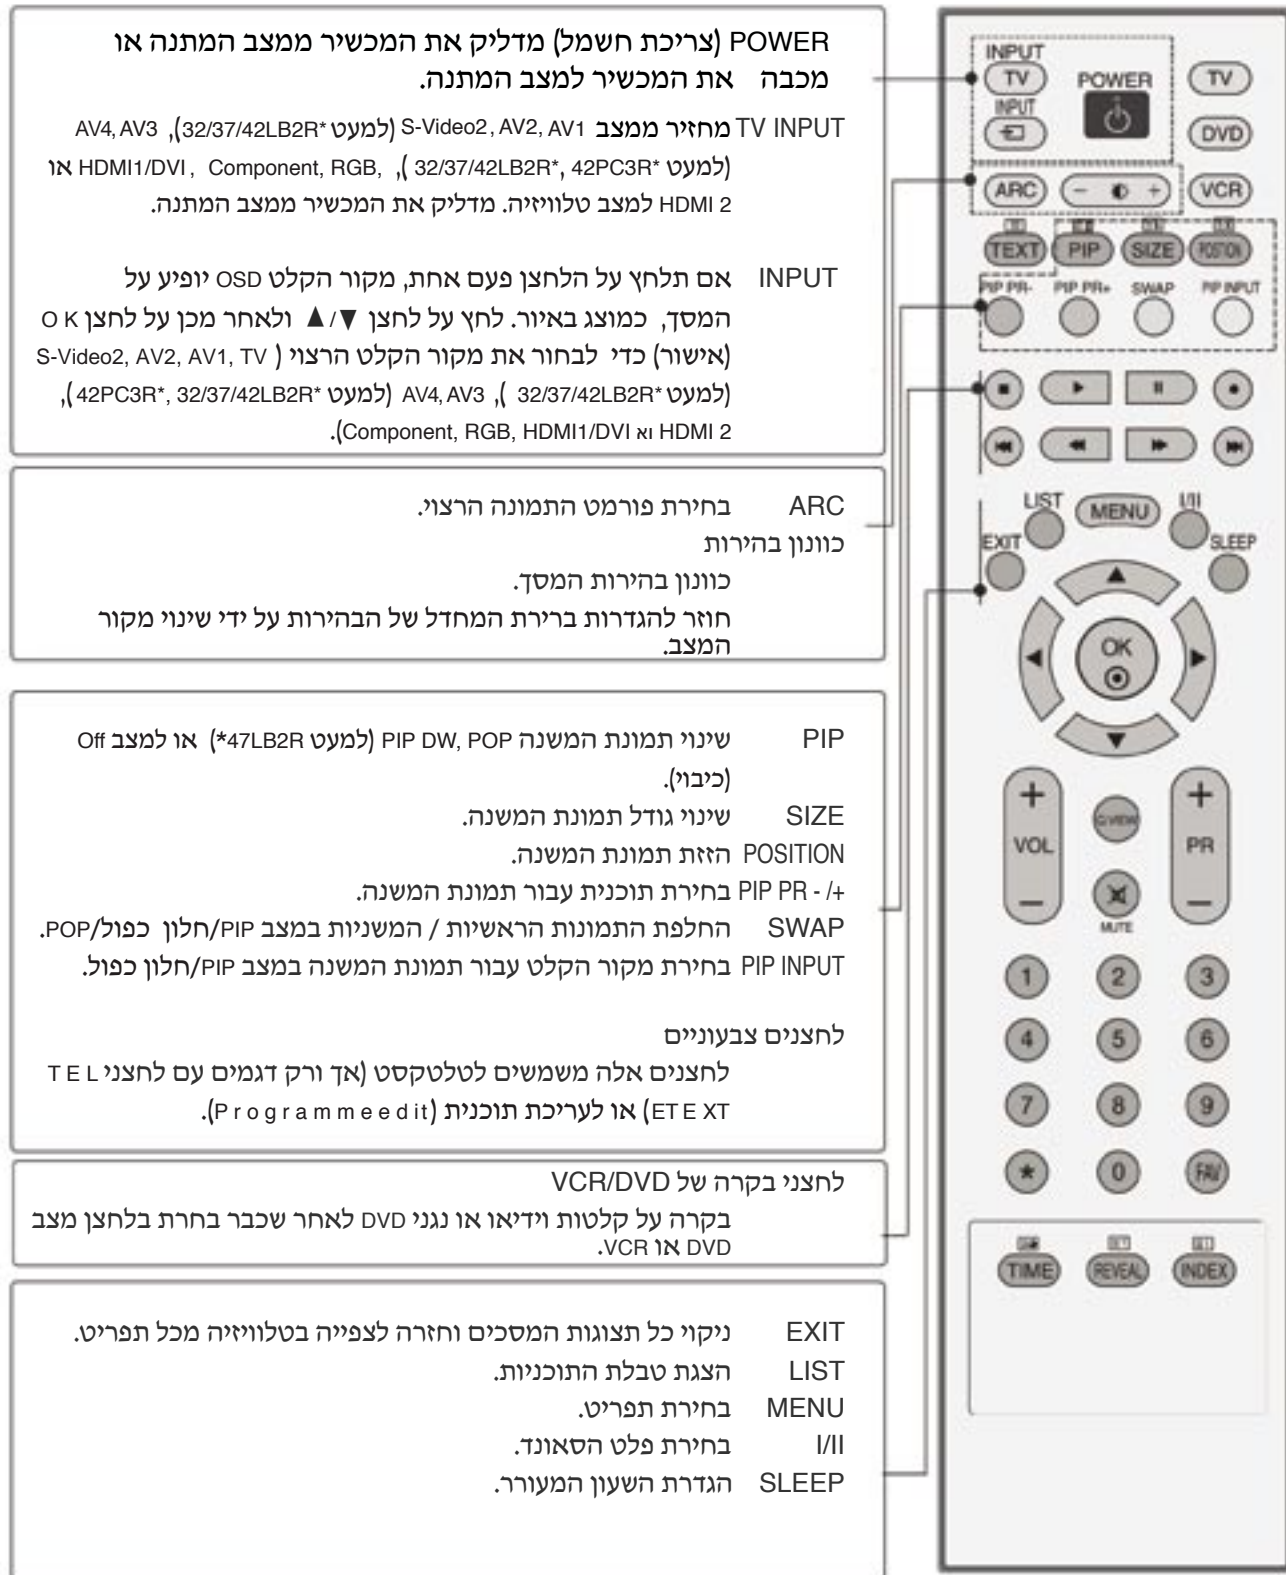 POWER (צריכת חשמל) מדליק את המכשיר ממצב המתנה או
מכבה את המכשיר למצב המתנה.
TV INPUT מחזיר ממצב S-Video2, AV2, AV1 (למעט *32/37/42LB2R), AV4, AV3
(למעט *32/37/42LB2R*, 42PC3R), HDMI1/DVI, Component, RGB, או
HDMI 2 למצב טלוויזיה. מדליק את המכשיר ממצב המתנה.
INPUT אם תלחץ על הלחצן פעם אחת, מקור הקלט OSD יופיע על
המסך, כמוצג באיור. לחץ על לחצן ▼/▲ ולאחר מכן על לחצן O K
(אישור) כדי לבחור את מקור הקלט הרצוי ( S-Video2, AV2, AV1, TV
(למעט *32/37/42LB2R ), AV4, AV3 (למעט *42PC3R*, 32/37/42LB2R),
Component, RGB, HDMI1/DVI או HDMI 2).
ARC בחירת פורמט התמונה הרצוי.
כוונון בהירות
כוונון בהירות המסך.
חוזר להגדרות ברירת המחדל של הבהירות על ידי שינוי מקור
המצב.
PIP שינוי תמונת המשנה PIP DW, POP (למעט 47LB2R*) או למצב Off
(כיבוי).
SIZE שינוי גודל תמונת המשנה.
POSITION הזזת תמונת המשנה.
PIP PR - /+ בחירת תוכנית עבור תמונת המשנה.
SWAP החלפת התמונות הראשיות / המשניות במצב PIP/חלון כפול/POP.
PIP INPUT בחירת מקור הקלט עבור תמונת המשנה במצב PIP/חלון כפול.
לחצנים צבעוניים
לחצנים אלה משמשים לטלטקסט (אך ורק דגמים עם לחצני T E L
ET E XT) או לעריכת תוכנית (P r o g r a m m e e d i t).
לחצני בקרה של VCR/DVD
בקרה על קלטות וידיאו או נגני DVD לאחר שכבר בחרת בלחצן מצב
DVD או VCR.
EXIT ניקוי כל תצוגות המסכים וחזרה לצפייה בטלוויזיה מכל תפריט.
LIST הצגת טבלת התוכניות.
MENU בחירת תפריט.
I/II בחירת פלט הסאונד.
SLEEP הגדרת השעון המעורר.
INPUT
TV POWER TV
INPUT
DVD
ARC - + VCR
TEXT PIP SIZE POSITION
PIP PR- PIP PR+ SWAP PIP INPUT
LIST MENU I/II
EXIT SLEEP
OK
+ Q.VIEW +
VOL PR
- MUTE -
1 2 3
4 5 6
7 8 9
* 0 FAV
TIME REVEAL INDEX